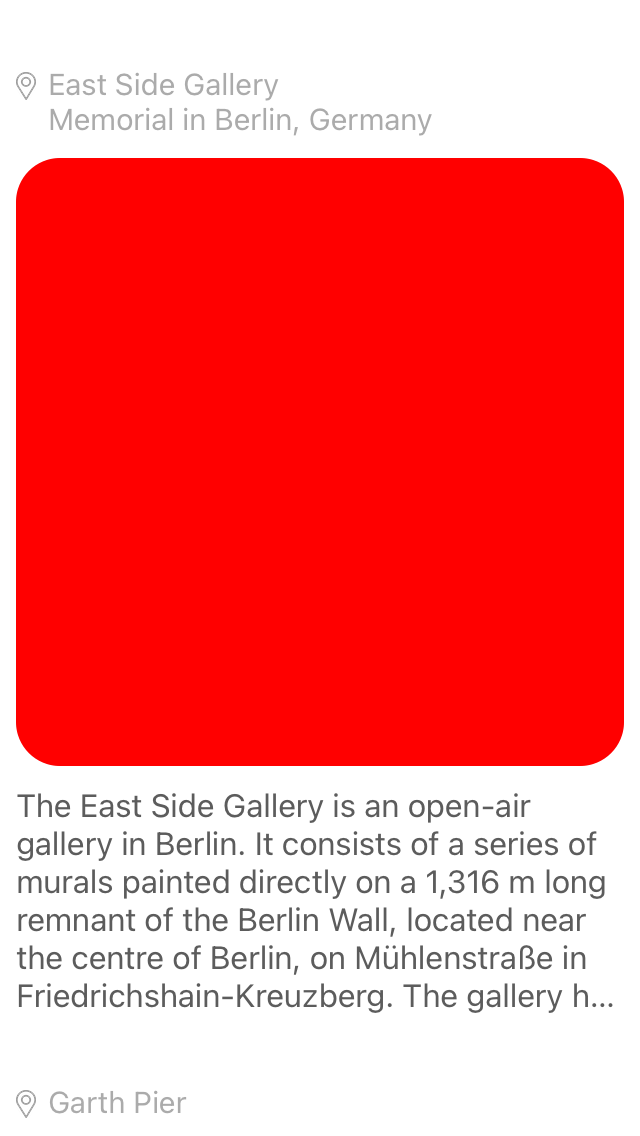 East Side Gallery
Memorial in Berlin, Germany
The East Side Gallery is an open-air
gallery in Berlin. It consists of a series of
murals painted directly on a 1,316 m long
remnant of the Berlin Wall, located near
the centre of Berlin, on Mühlenstraße in
Friedrichshain-Kreuzberg. The gallery h...
Garth Pier